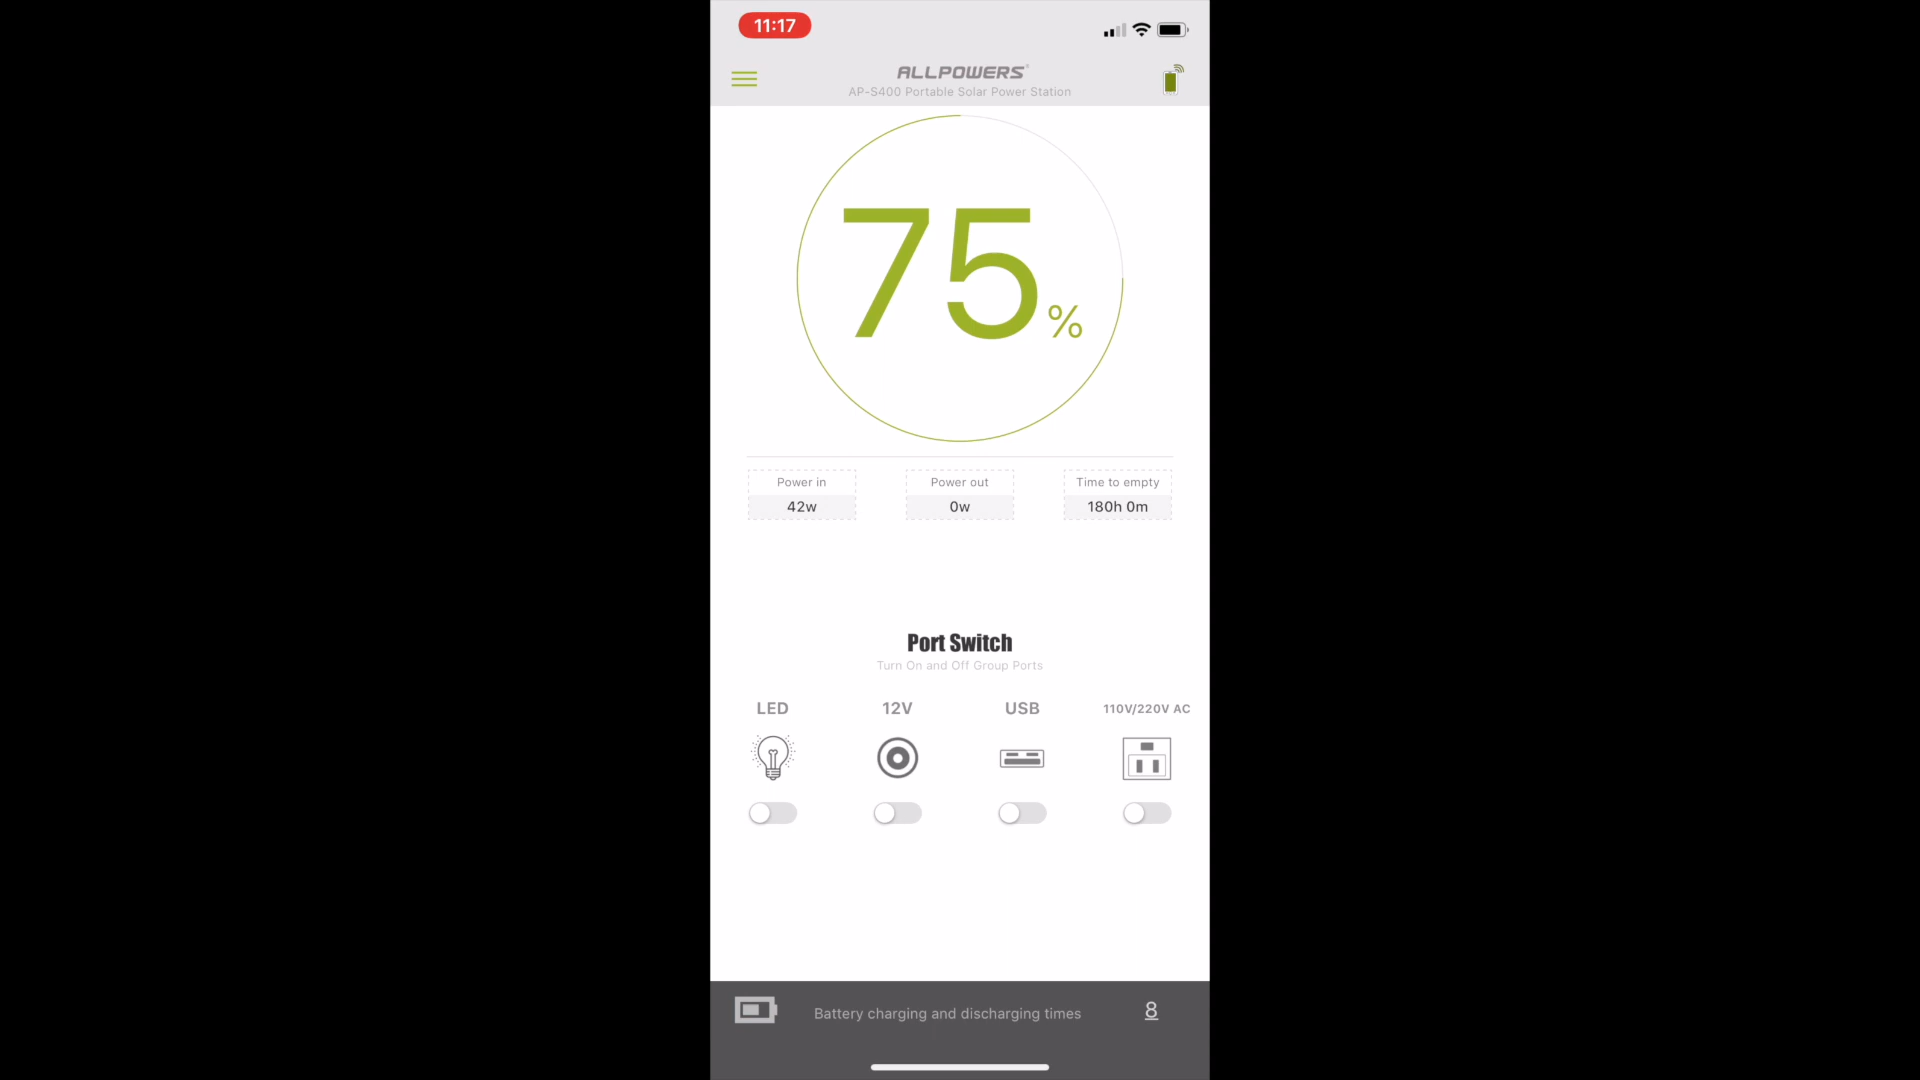 11:17
ALLPOWERS®
AP-S400 Portable Solar Power Station
75%
Power in
42w
Power out
0w
Time to empty
180h 0m
Port Switch
Turn On and Off Group Ports
LED
12V
USB
110V/220V AC
Battery charging and discharging times
8